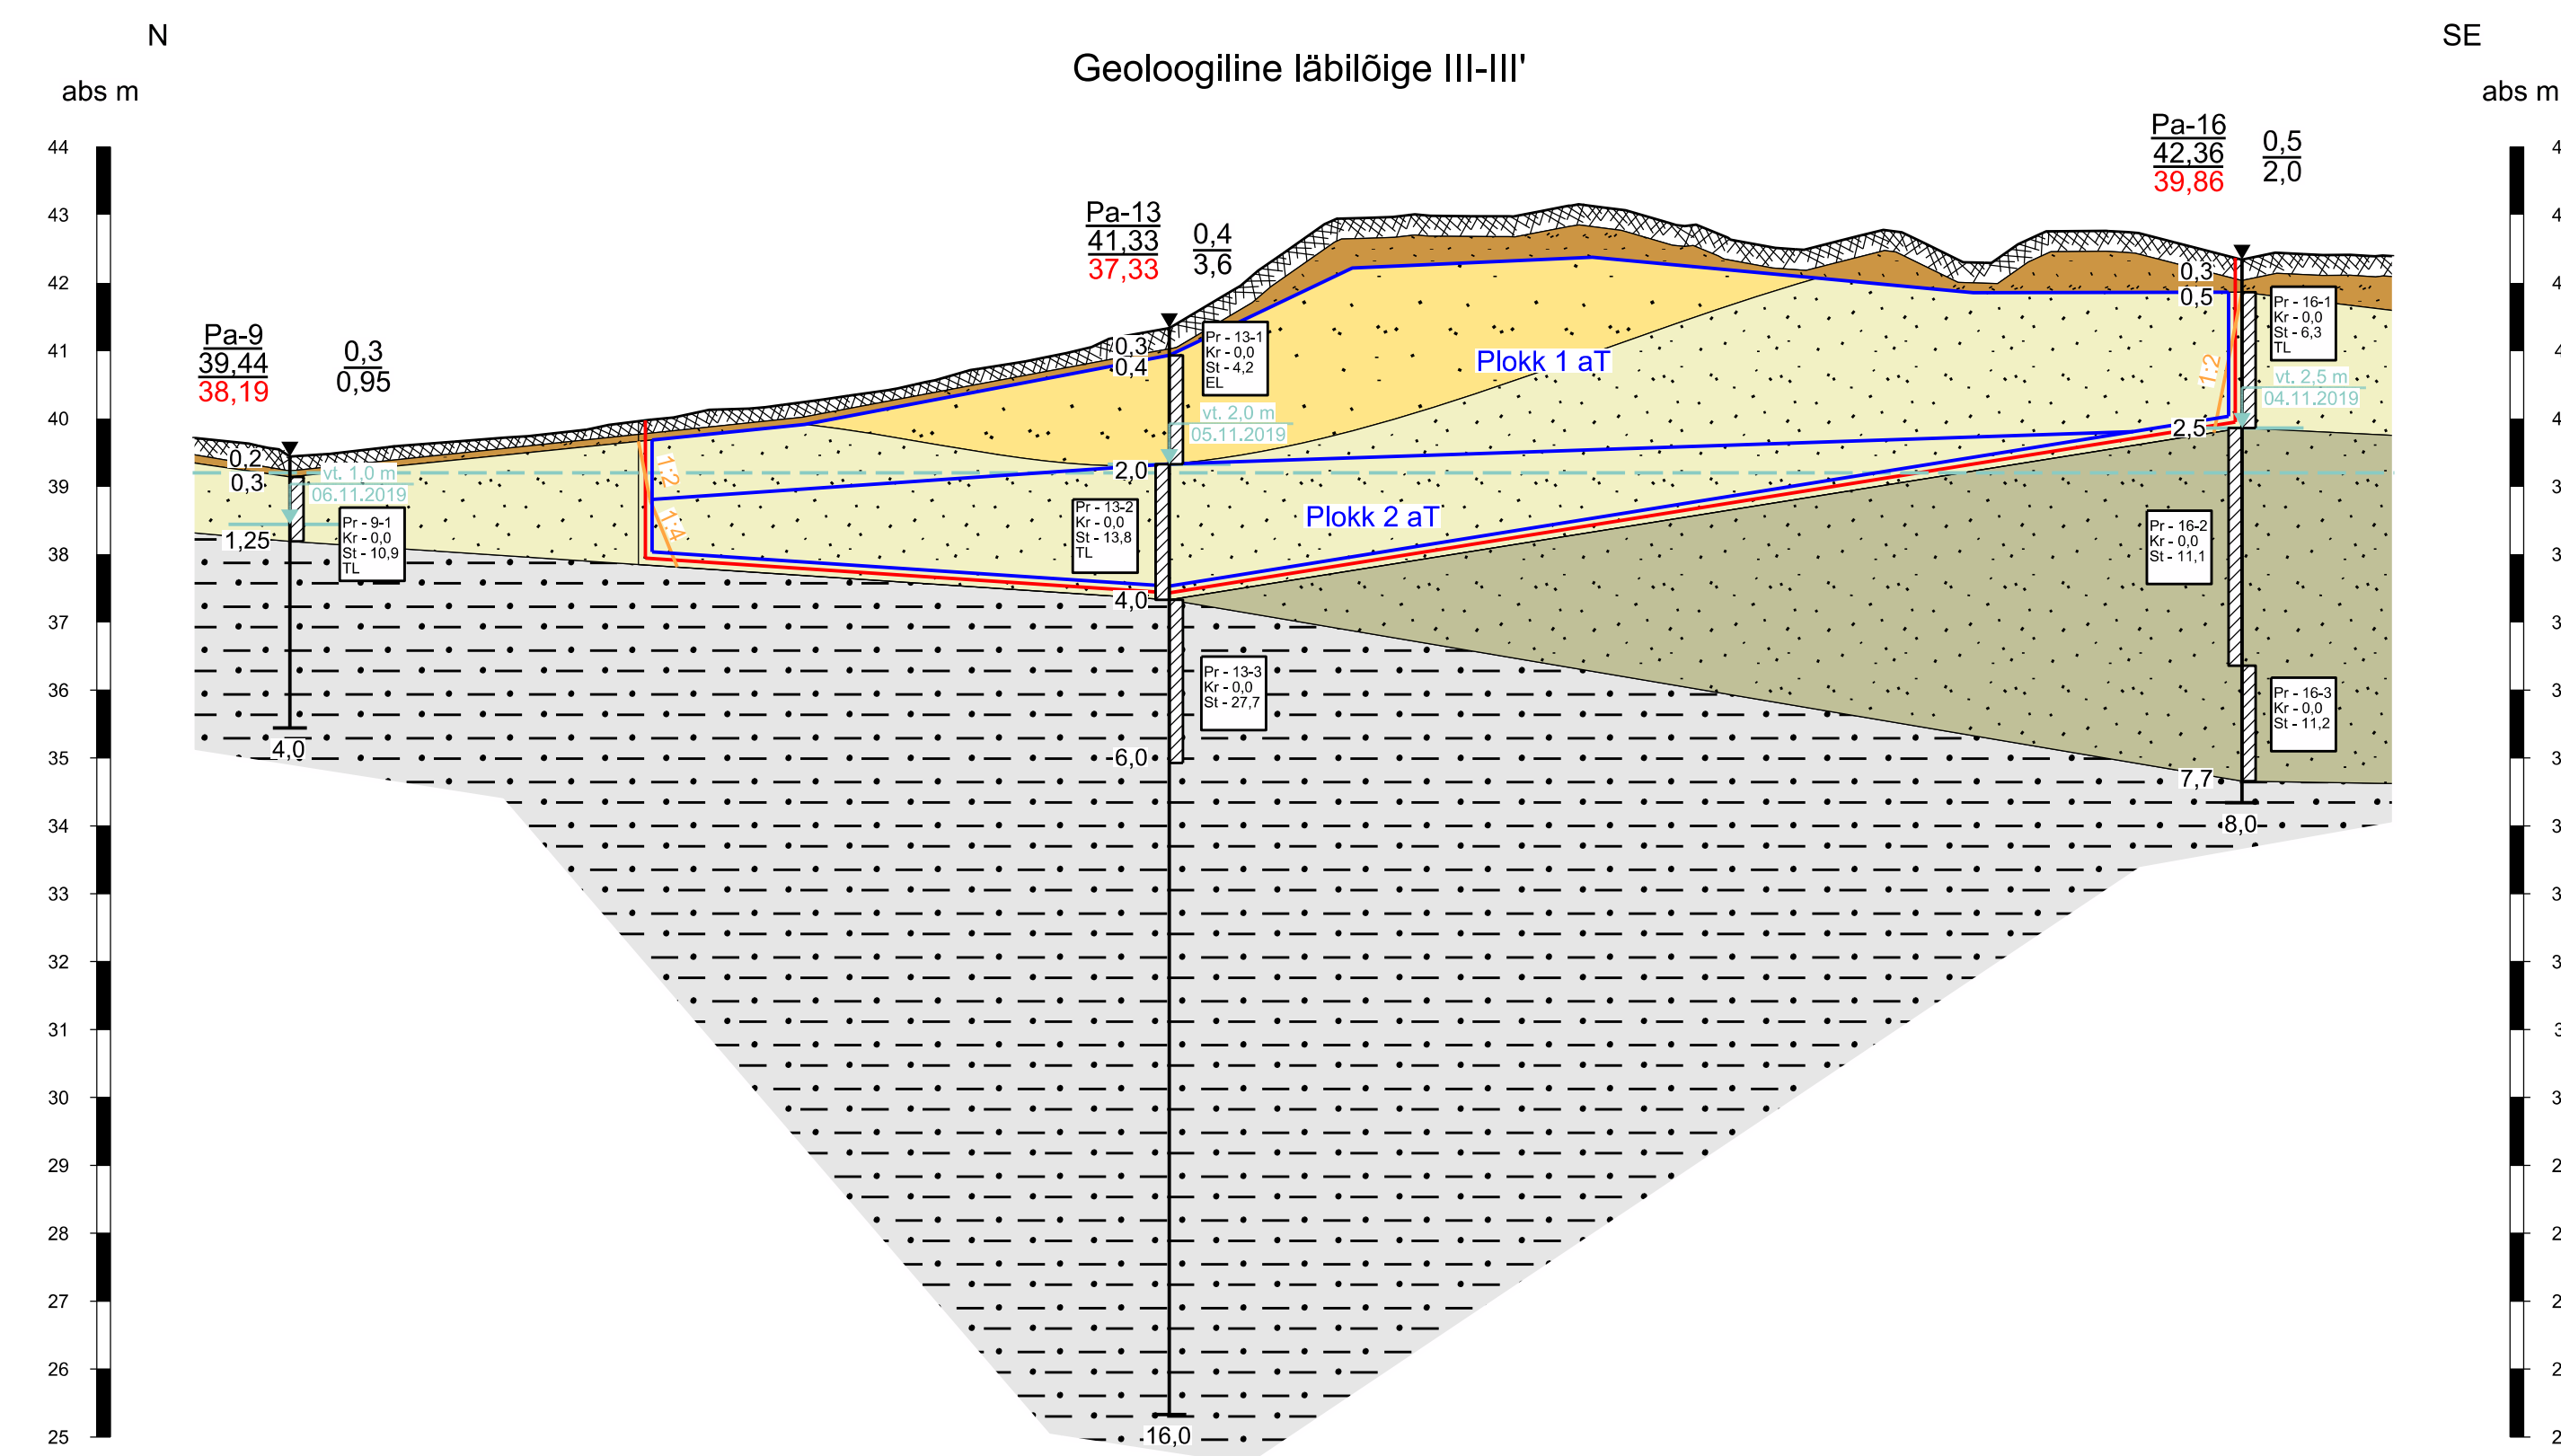 N
SE
Geoloogiline läbilõige III-III'
abs m
abs m
44
43
42
41
40
39
38
37
36
35
34
33
32
31
30
29
28
27
26
25
Pa-9
39,44
38,19
0,3
0,95
0,2
0,3
vt. 1,0 m
06.11.2019
1,25
Pr - 9-1
Kr - 0,0
St - 10,9
TL
4,0
1:2
1:4
Pa-13
41,33
37,33
0,4
3,6
0,3
0,4
Pr - 13-1
Kr - 0,0
St - 4,2
EL
vt. 2,0 m
05.11.2019
2,0
Pr - 13-2
Kr - 0,0
St - 13,8
TL
4,0
Pr - 13-3
Kr - 0,0
St - 27,7
6,0
16,0
Plokk 1 aT
Plokk 2 aT
Pa-16
42,36
39,86
0,5
2,0
0,3
0,5
Pr - 16-1
Kr - 0,0
St - 6,3
TL
1:2
vt. 2,5 m
04.11.2019
2,5
Pr - 16-2
Kr - 0,0
St - 11,1
Pr - 16-3
Kr - 0,0
St - 11,2
7,7
8,0